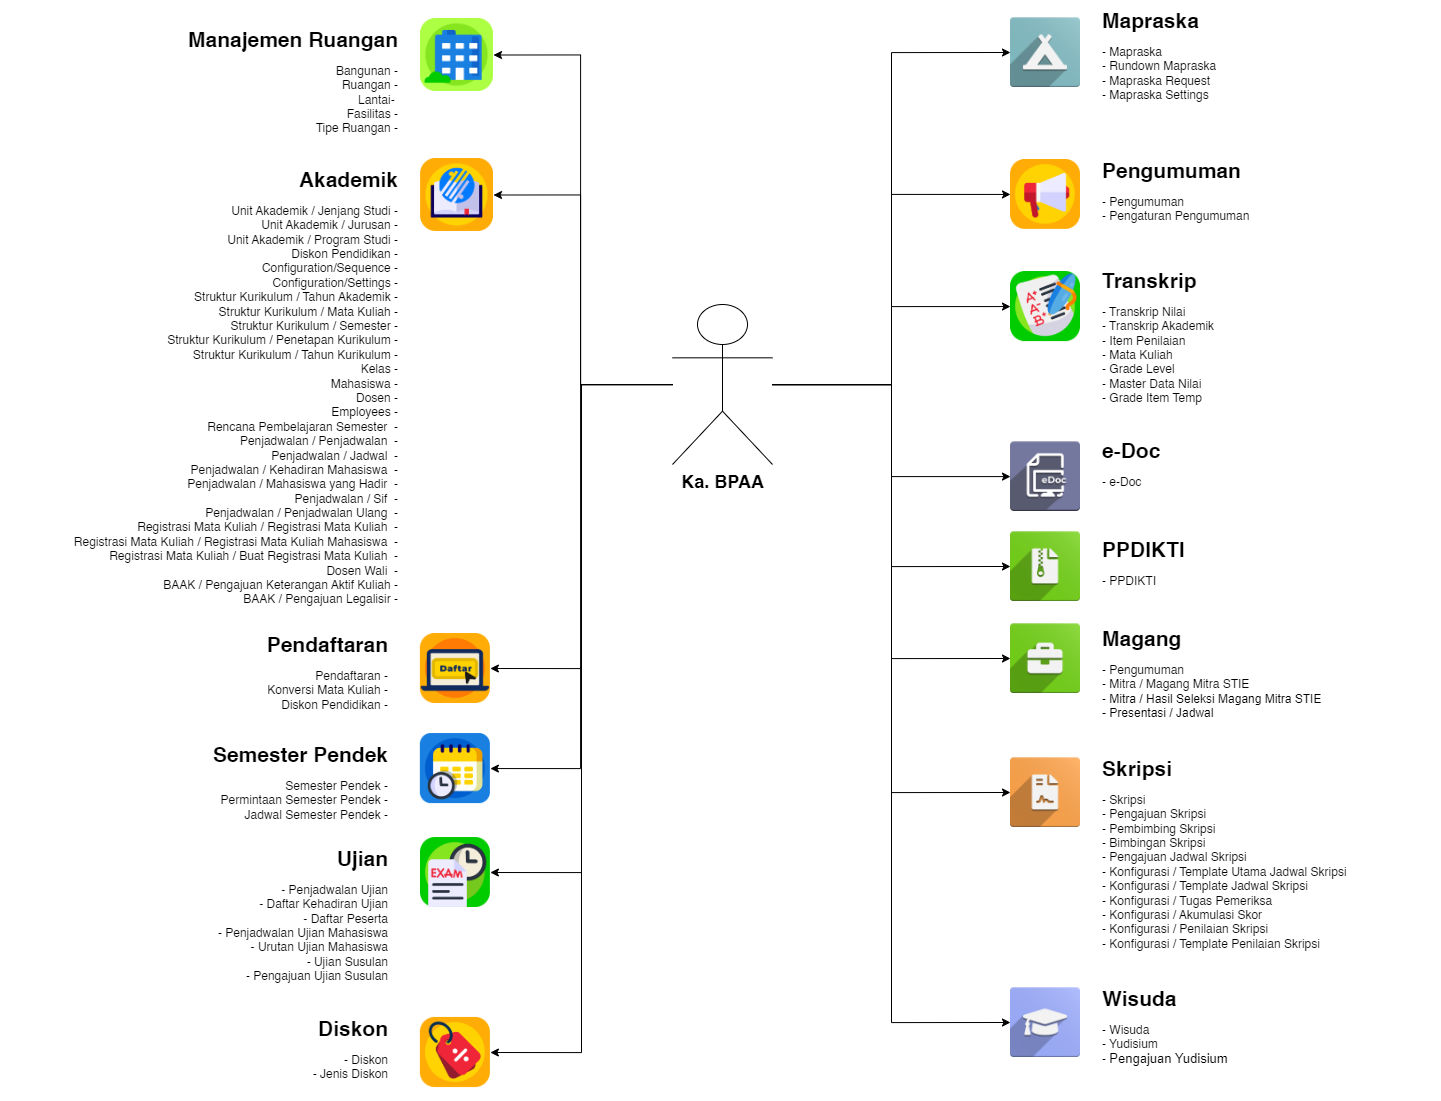 Manajemen Ruangan
Bangunan -
Ruangan -
Lantai-
Fasilitas -
Tipe Ruangan -
Akademik
Unit Akademik / Jenjang Studi -
Unit Akademik / Jurusan -
Unit Akademik / Program Studi -
Diskon Pendidikan -
Configuration/Sequence -
Configuration/Settings -
Struktur Kurikulum / Tahun Akademik -
Struktur Kurikulum / Mata Kuliah -
Struktur Kurikulum / Semester -
Struktur Kurikulum / Penetapan Kurikulum -
Struktur Kurikulum / Tahun Kurikulum -
Kelas -
Mahasiswa -
Dosen -
Employees -
Rencana Pembelajaran Semester -
Penjadwalan / Penjadwalan -
Penjadwalan / Jadwal -
Penjadwalan / Kehadiran Mahasiswa -
Penjadwalan / Mahasiswa yang Hadir -
Penjadwalan / Sif -
Penjadwalan / Penjadwalan Ulang -
Registrasi Mata Kuliah / Registrasi Mata Kuliah -
Registrasi Mata Kuliah / Registrasi Mata Kuliah Mahasiswa -
Registrasi Mata Kuliah / Buat Registrasi Mata Kuliah -
Dosen Wali -
BAAK / Pengajuan Keterangan Aktif Kuliah -
BAAK / Pengajuan Legalisir -
Daftar
Pendaftaran
Pendaftaran -
Konversi Mata Kuliah -
Diskon Pendidikan -
Semester Pendek
Semester Pendek -
Permintaan Semester Pendek -
Jadwal Semester Pendek -
EXAM
Ujian
- Penjadwalan Ujian
- Daftar Kehadiran Ujian
- Daftar Peserta
- Penjadwalan Ujian Mahasiswa
- Urutan Ujian Mahasiswa
- Ujian Susulan
- Pengajuan Ujian Susulan
%
Diskon
- Diskon
- Jenis Diskon
Ka. BPAA
Mapraska
- Mapraska
- Rundown Mapraska
- Mapraska Request
- Mapraska Settings
Pengumuman
- Pengumuman
- Pengaturan Pengumuman
A+
A-
B+
Transkrip
- Transkrip Nilai
- Transkrip Akademik
- Item Penilaian
- Mata Kuliah
- Grade Level
- Master Data Nilai
- Grade Item Temp
eDoc
e-Doc
- e-Doc
PPDIKTI
- PPDIKTI
Magang
- Pengumuman
- Mitra / Magang Mitra STIE
- Mitra / Hasil Seleksi Magang Mitra STIE
- Presentasi / Jadwal
Skripsi
- Skripsi
- Pengajuan Skripsi
- Pembimbing Skripsi
- Bimbingan Skripsi
- Pengajuan Jadwal Skripsi
- Konfigurasi / Template Utama Jadwal Skripsi
- Konfigurasi / Template Jadwal Skripsi
- Konfigurasi / Tugas Pemeriksa
- Konfigurasi / Akumulasi Skor
- Konfigurasi / Penilaian Skripsi
- Konfigurasi / Template Penilaian Skripsi
Wisuda
- Wisuda
- Yudisium
- Pengajuan Yudisium